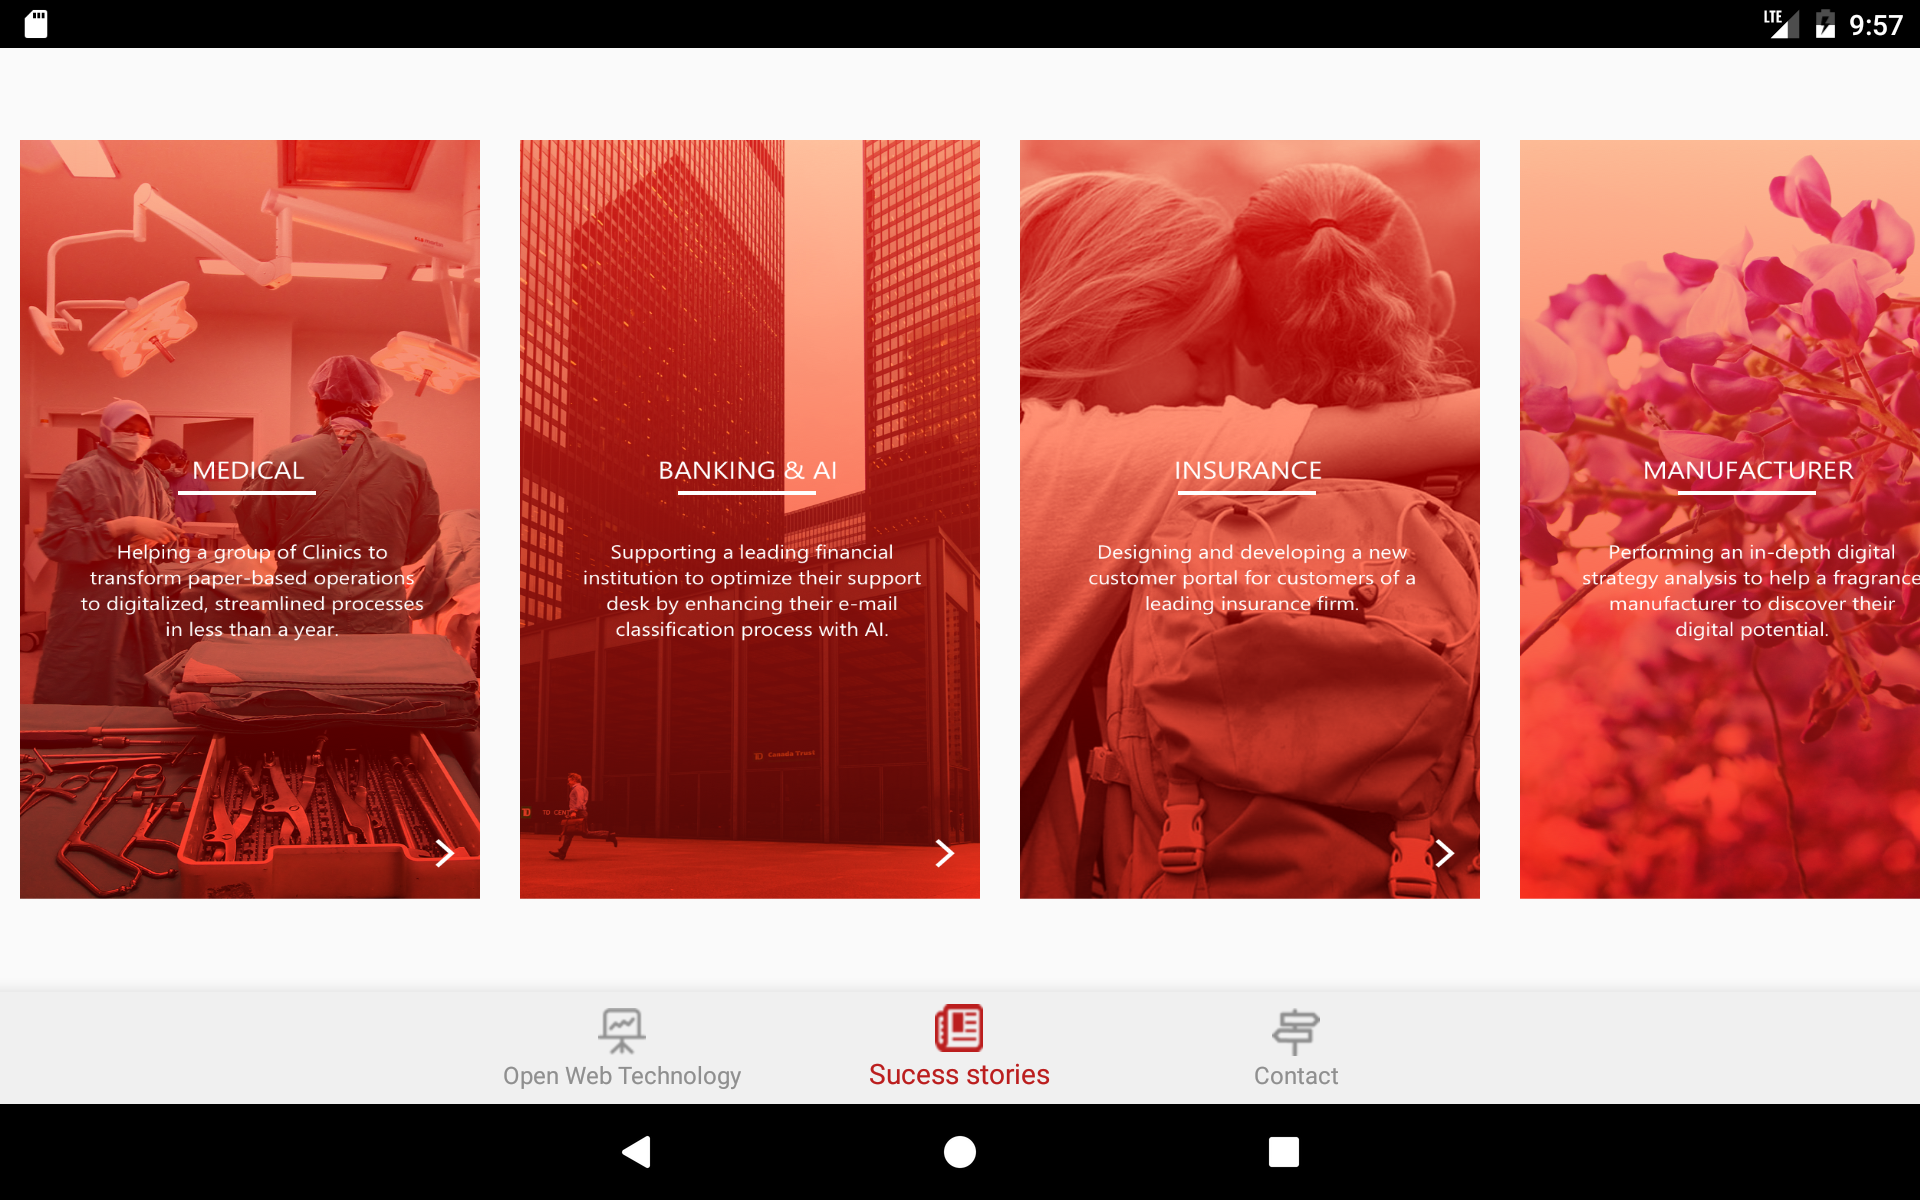 LTE 9:57
MEDICAL
Helping a group of Clinics to
transform paper-based operations
to digitalized, streamlined processes
in less than a year.
BANKING & AI
Supporting a leading financial
institution to optimize their support
desk by enhancing their e-mail
classification process with AI.
TD Canada Trust
INSURANCE
Designing and developing a new
customer portal for customers of a
leading insurance firm.
MANUFACTURER
Performing an in-depth digital
strategy analysis to help a fragrance
manufacturer to discover their
digital potential.
Open Web Technology
Sucess stories
Contact